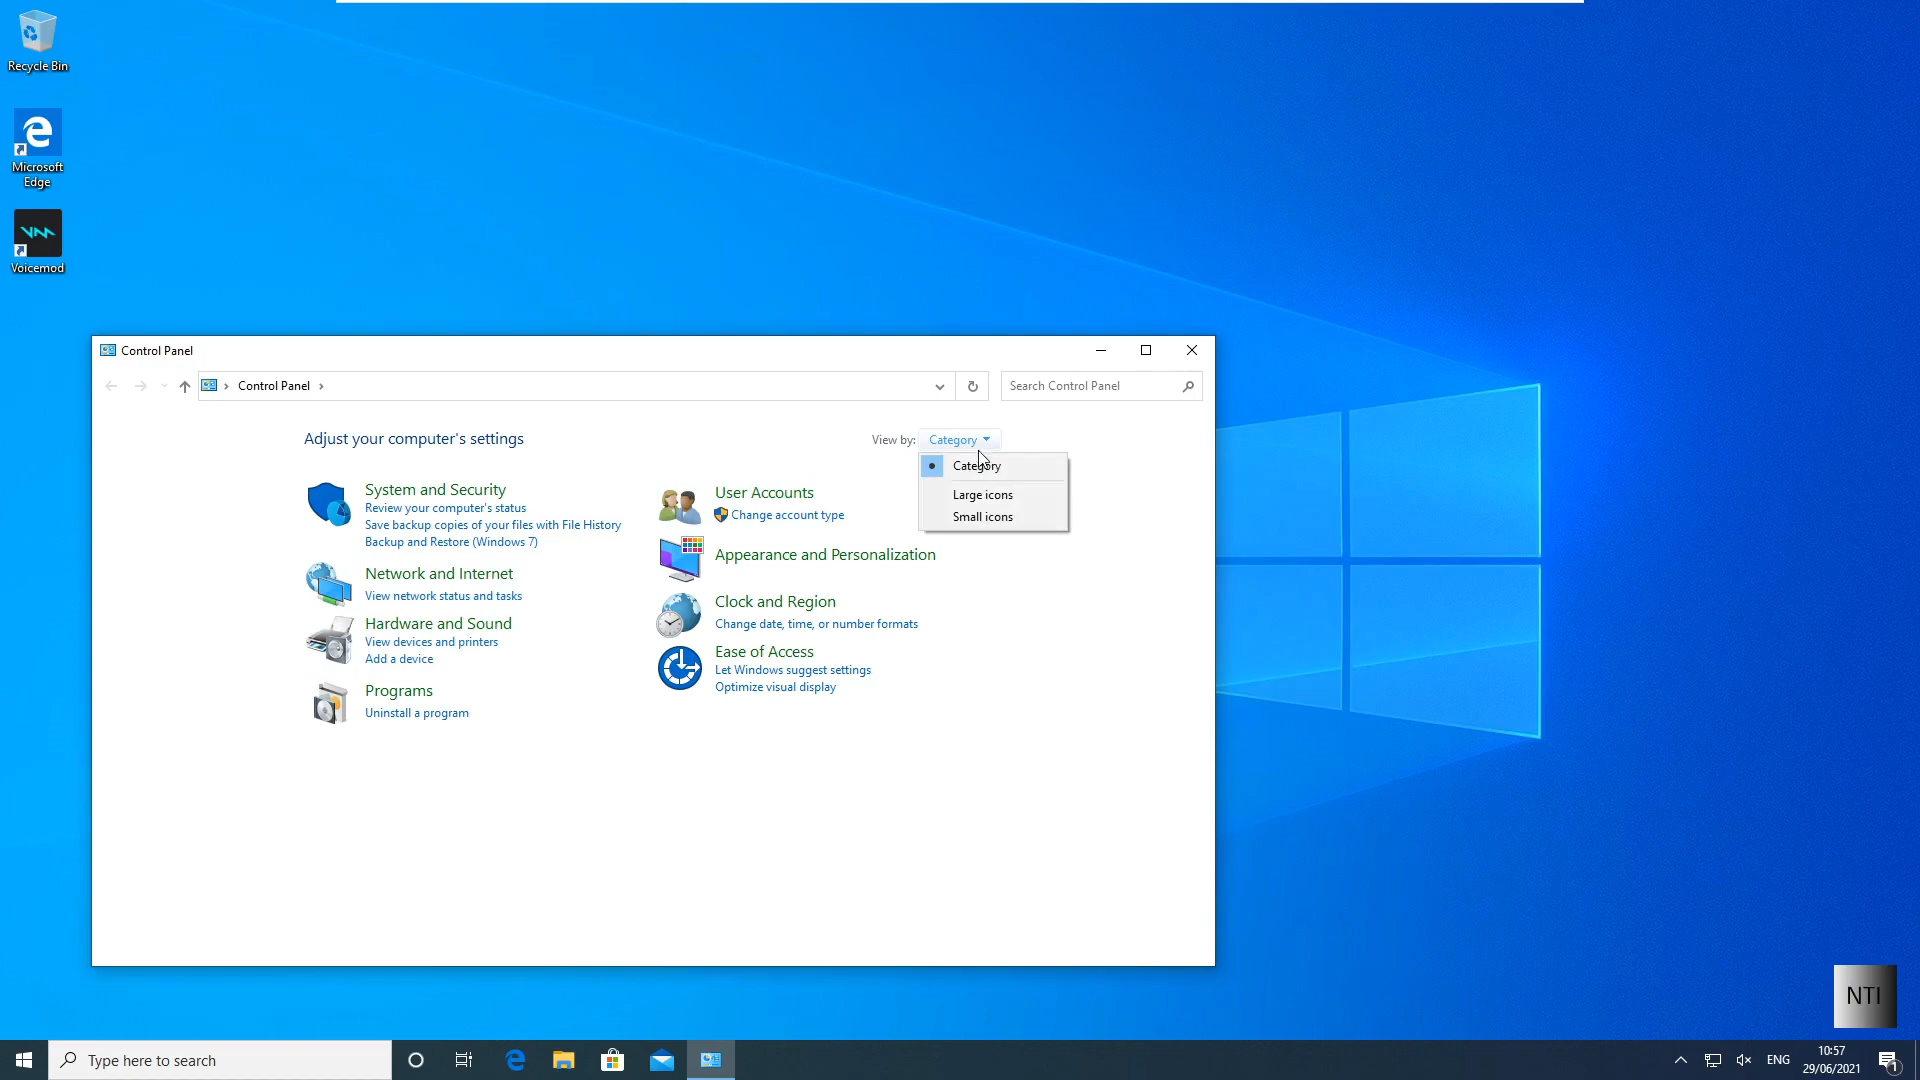 Recycle Bin
Microsoft
Edge
Voicemod
Control Panel
Control Panel
Search Control Panel
Adjust your computer's settings
View by: Category
Category
Large icons
Small icons
System and Security
Review your computer's status
Save backup copies of your files with File History
Backup and Restore (Windows 7)
Network and Internet
View network status and tasks
Hardware and Sound
View devices and printers
Add a device
Programs
Uninstall a program
User Accounts
Change account type
Appearance and Personalization
Clock and Region
Change date, time, or number formats
Ease of Access
Let Windows suggest settings
Optimize visual display
NTI
Type here to search
ENG
10:57
29/06/2021
1